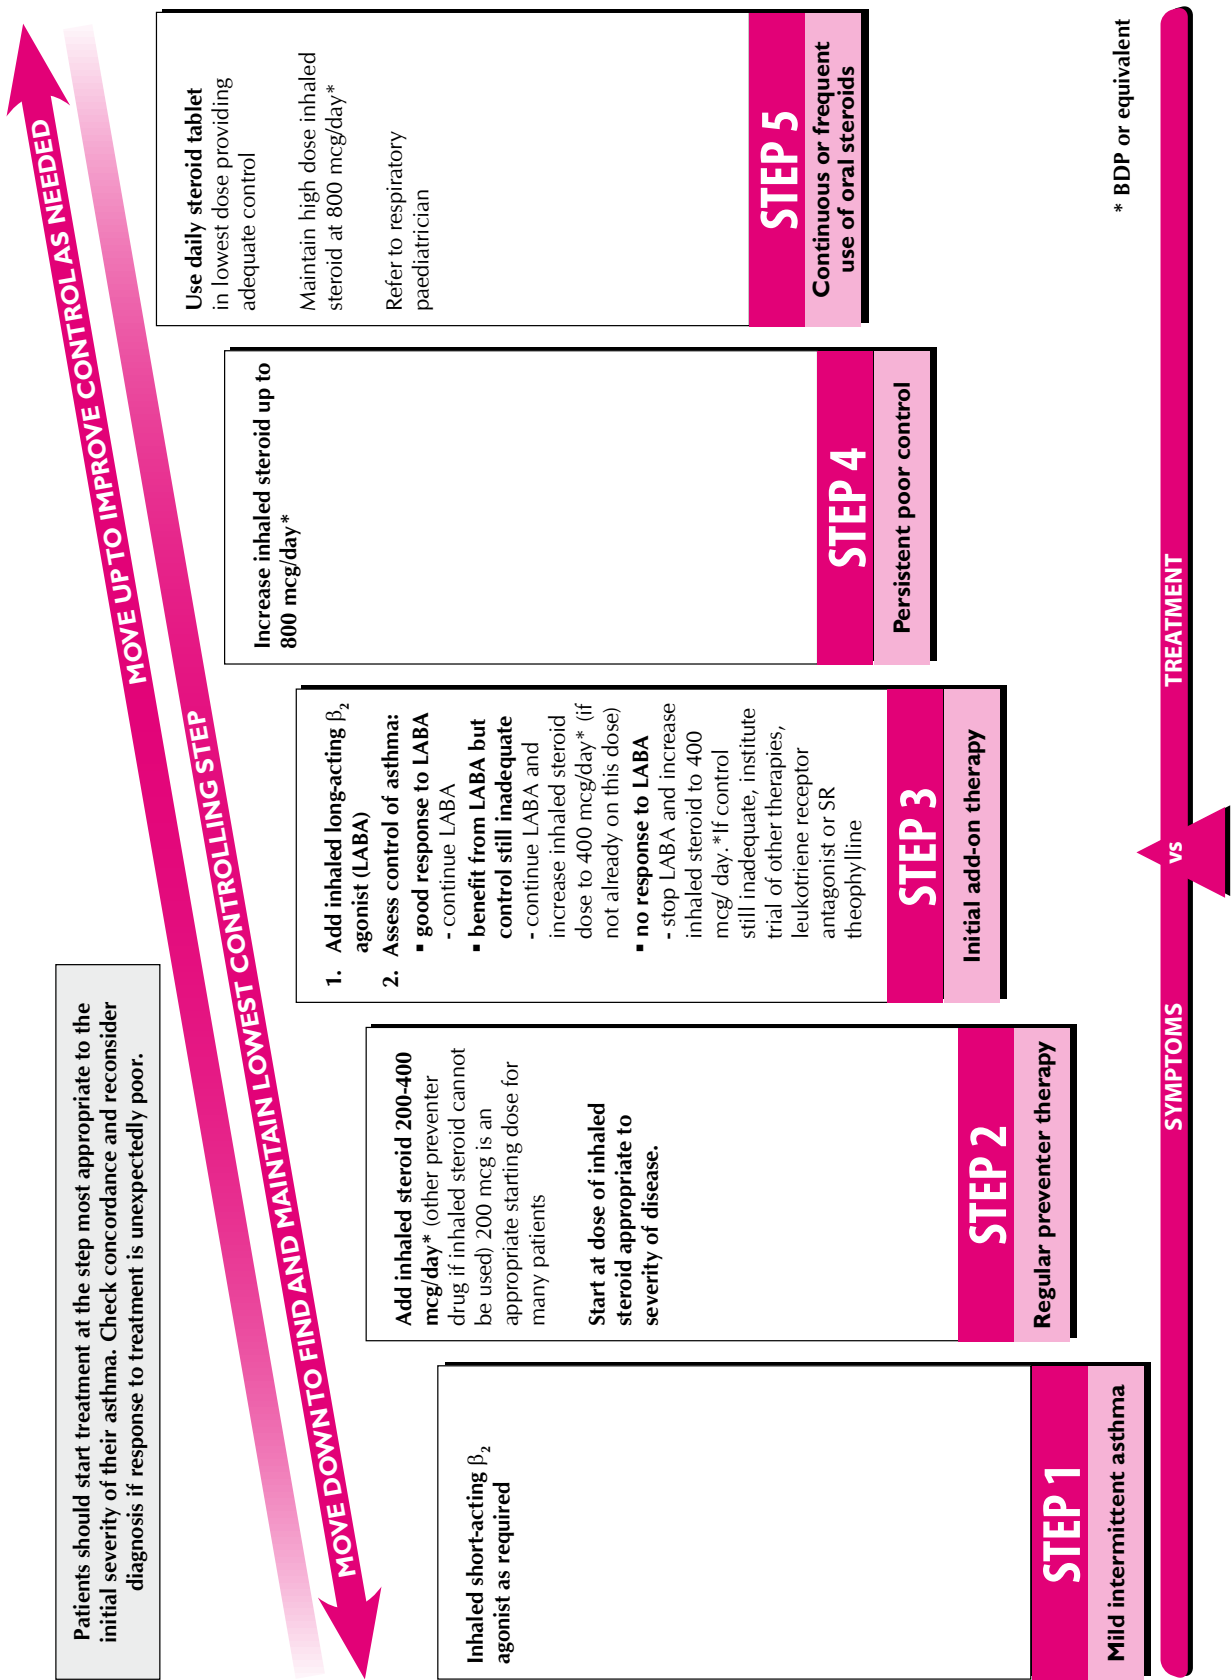 Patients should start treatment at the step most appropriate to the
initial severity of their asthma. Check concordance and reconsider
diagnosis if response to treatment is unexpectedly poor.
MOVE UP TO IMPROVE CONTROL AS NEEDED
MOVE DOWN TO FIND AND MAINTAIN LOWEST CONTROLLING STEP
Inhaled short-acting β₂
agonist as required
STEP 1
Mild intermittent asthma
Add inhaled steroid 200-400
mcg/day* (other preventer
drug if inhaled steroid cannot
be used) 200 mcg is an
appropriate starting dose for
many patients
Start at dose of inhaled
steroid appropriate to
severity of disease.
STEP 2
Regular preventer therapy
1. Add inhaled long-acting β₂
agonist (LABA)
2. Assess control of asthma:
▪ good response to LABA
- continue LABA
▪ benefit from LABA but
control still inadequate
- continue LABA and
increase inhaled steroid
dose to 400 mcg/day* (if
not already on this dose)
▪ no response to LABA
- stop LABA and increase
inhaled steroid to 400
mcg/ day.*If control
still inadequate, institute
trial of other therapies,
leukotriene receptor
antagonist or SR
theophylline
STEP 3
Initial add-on therapy
Increase inhaled steroid up to
800 mcg/day*
STEP 4
Persistent poor control
Use daily steroid tablet
in lowest dose providing
adequate control
Maintain high dose inhaled
steroid at 800 mcg/day*
Refer to respiratory
paediatrician
STEP 5
Continuous or frequent
use of oral steroids
* BDP or equivalent
SYMPTOMS vs TREATMENT